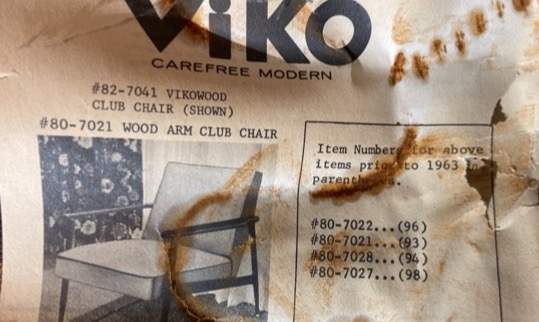 ViKO
CAREFREE MODERN
#82-7041 VIKOWOOD
CLUB CHAIR (SHOWN)
#80-7021 WOOD ARM CLUB CHAIR
Item Numbers for above
items prior to 1963 in
parentheses.
#80-7022...(96)
#80-7021...(93)
#80-7028...(94)
#80-7027...(98)